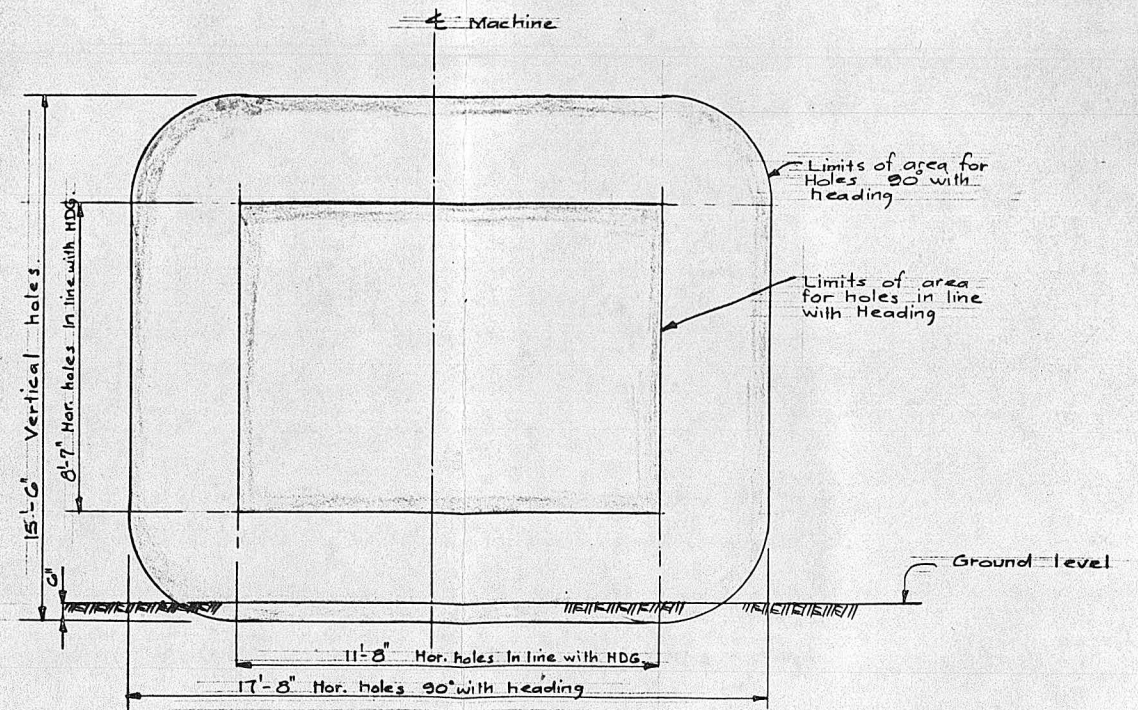 ℄ Machine
Limits of area for
Holes 90° with
heading
Limits of area
for holes in line
with Heading
15'-6" Vertical holes.
8'-7" Hor. holes In line with HDG.
6"
Ground level
11'-8" Hor. holes In line with HDG.
17'-8" Hor. holes 90° with heading